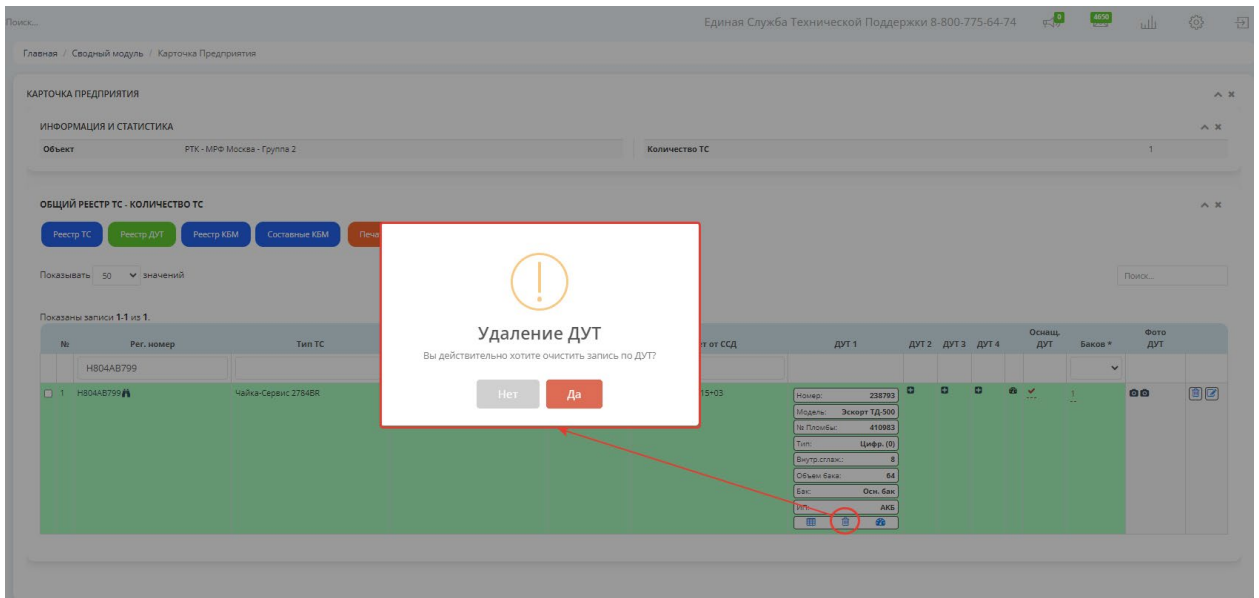 Поиск...
Единая Служба Технической Поддержки 8-800-775-64-74
0
4650
Главная / Сводный модуль / Карточка Предприятия
КАРТОЧКА ПРЕДПРИЯТИЯ
ИНФОРМАЦИЯ И СТАТИСТИКА
Объект РТК - МРФ Москва - Группа 2 Количество ТС 1
ОБЩИЙ РЕЕСТР ТС - КОЛИЧЕСТВО ТС
Реестр ТС Реестр ДУТ Реестр КБМ Составные КБМ
Показывать 50 значений Поиск...
Показаны записи 1-1 из 1.
№ Рег. номер Тип ТС от ССД ДУТ 1 ДУТ 2 ДУТ 3 ДУТ 4 Оснащ. ДУТ Баков * Фото ДУТ
Н804АВ799
1 Н804АВ799 Чайка-Сервис 2784BR 15+03 1
Номер: 238793
Модель: Эскорт ТД-500
№ Пломбы: 410983
Тип: Цифр. (0)
Внутр.сглаж.: 8
Объем бака: 64
Бак: Осн. бак
ИП: АКБ
Удаление ДУТ
Вы действительно хотите очистить запись по ДУТ?
Нет Да